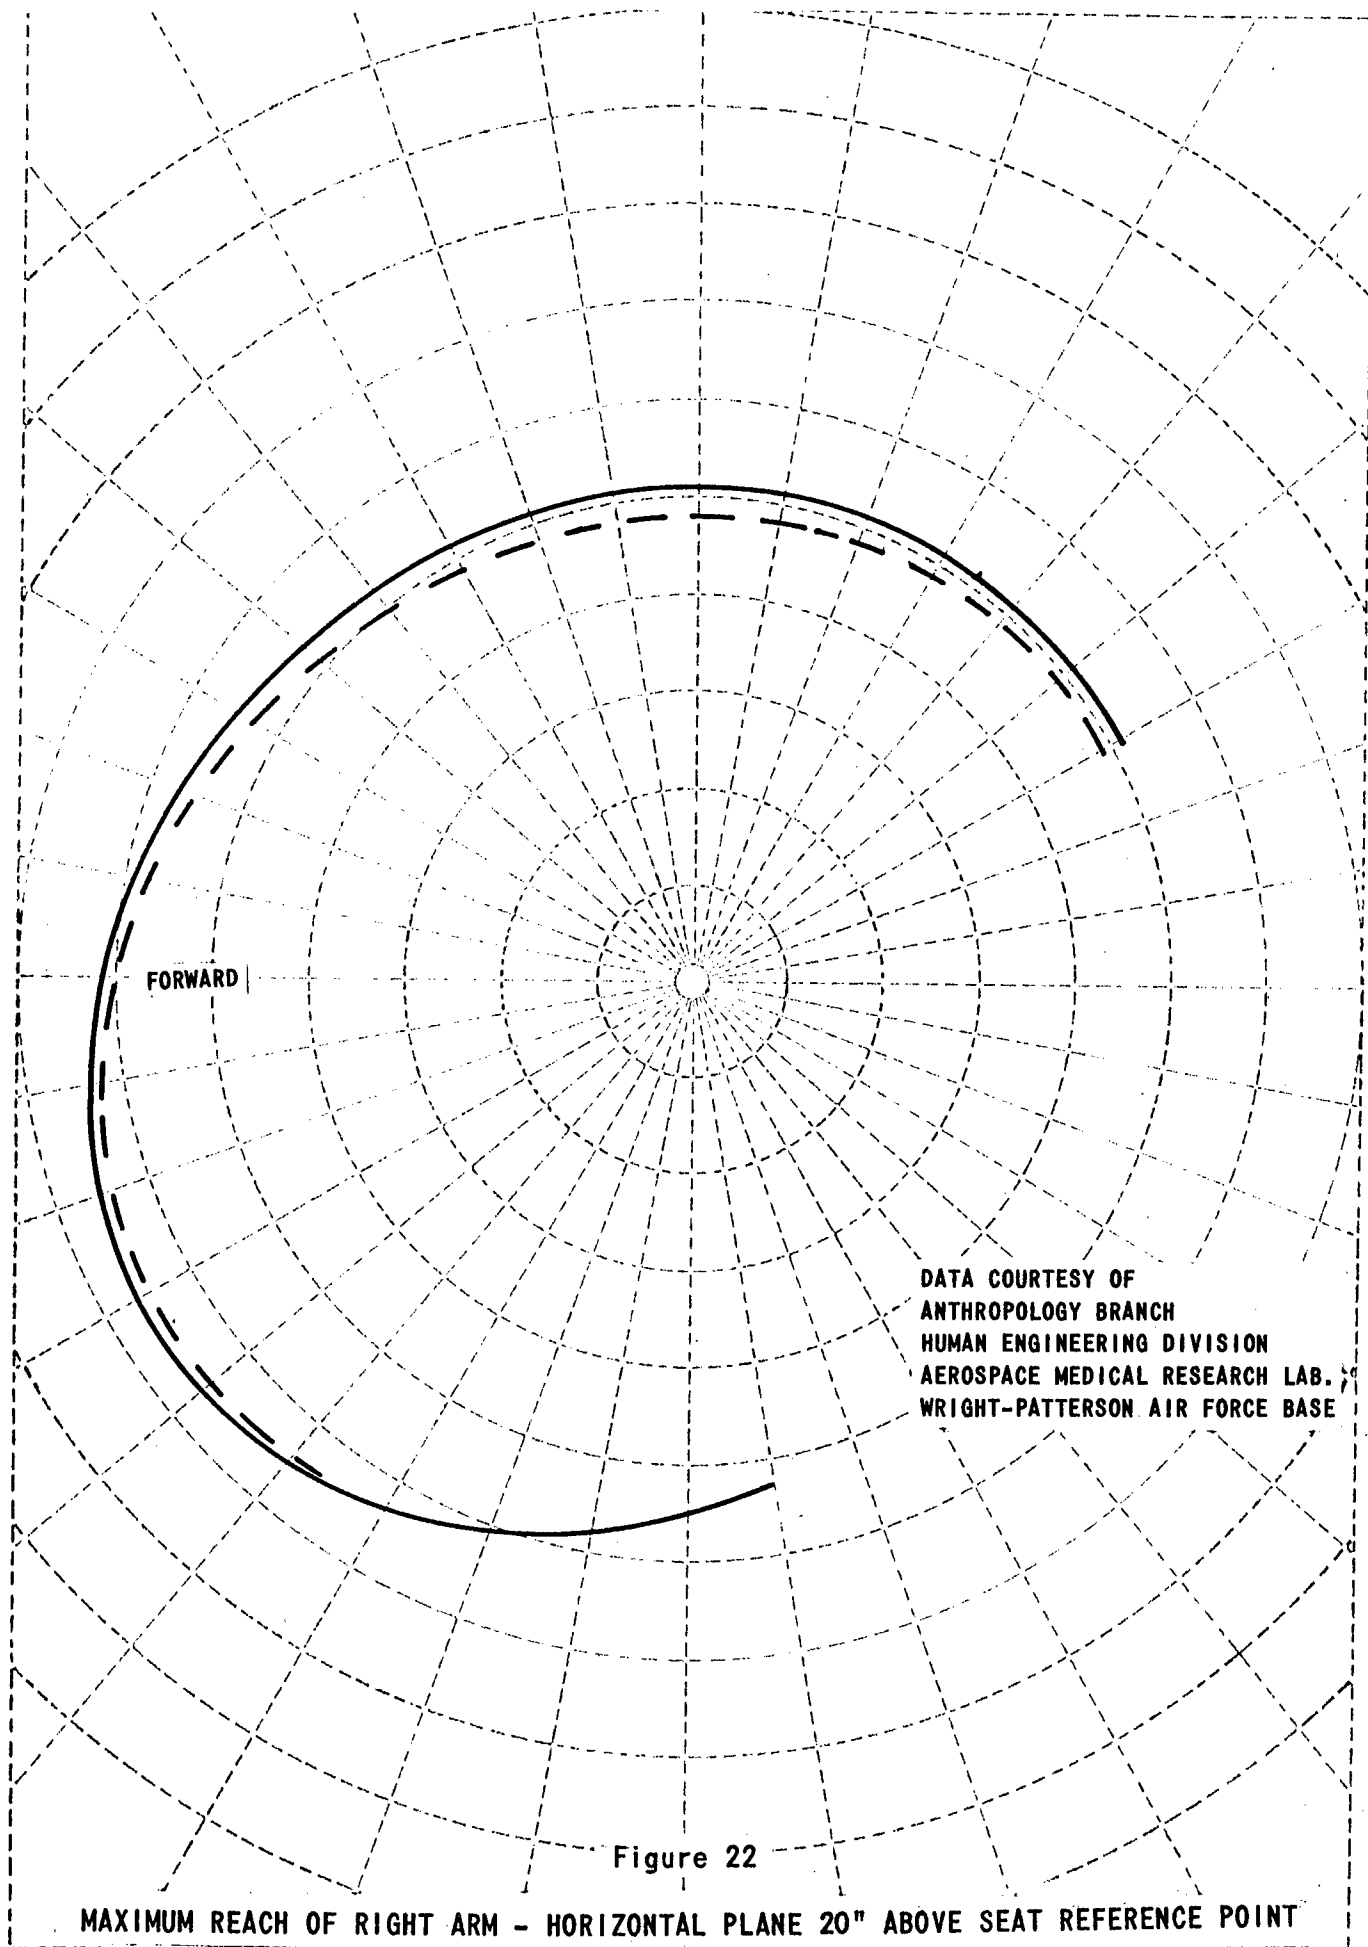 FORWARD
DATA COURTESY OF
ANTHROPOLOGY BRANCH
HUMAN ENGINEERING DIVISION
AEROSPACE MEDICAL RESEARCH LAB.
WRIGHT-PATTERSON AIR FORCE BASE
Figure 22
MAXIMUM REACH OF RIGHT ARM - HORIZONTAL PLANE 20" ABOVE SEAT REFERENCE POINT